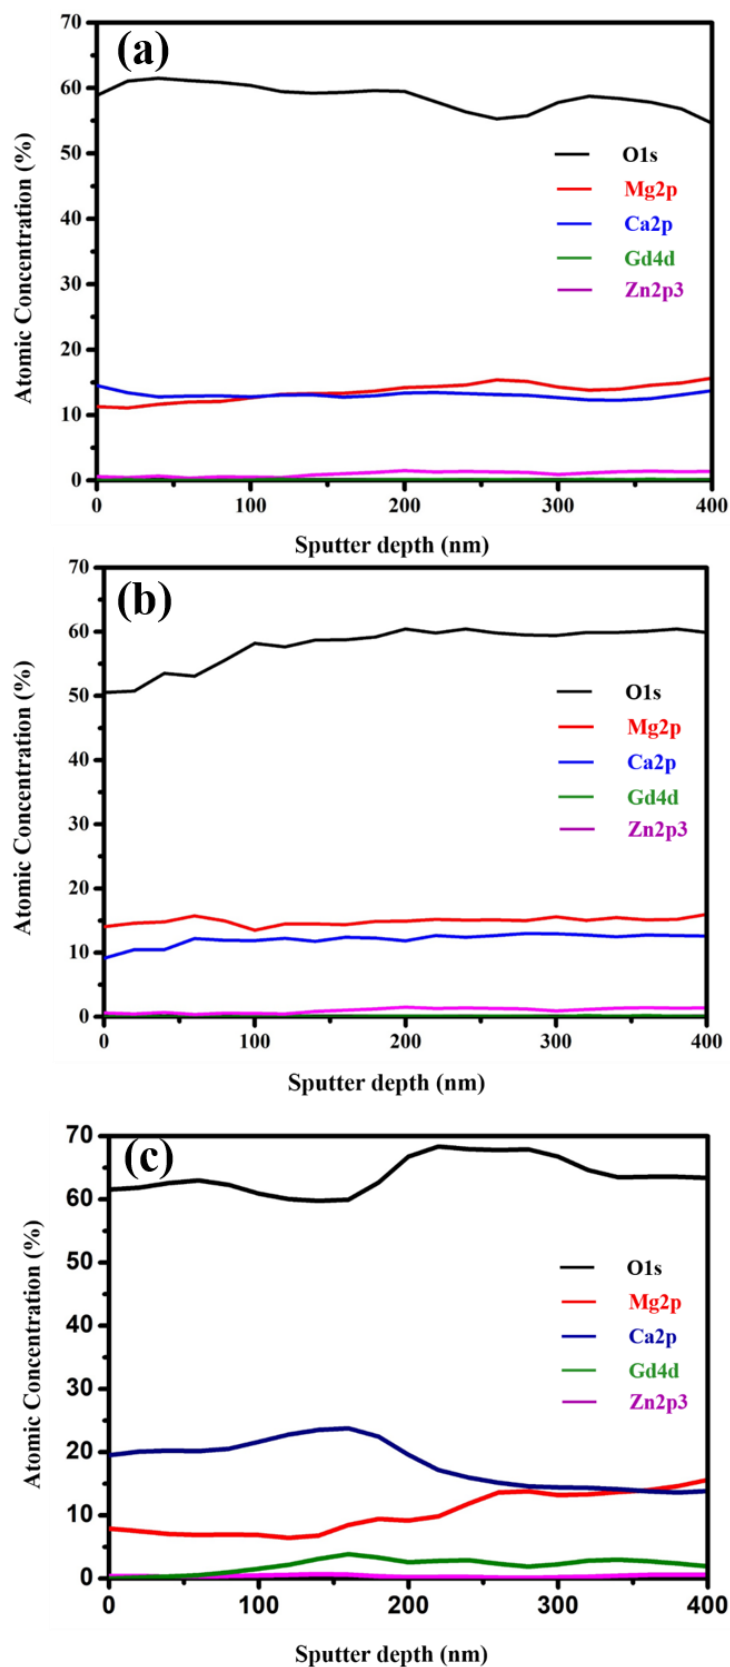 (a)
70
60
50
40
30
20
10
0
Atomic Concentration (%)
O1s
Mg2p
Ca2p
Gd4d
Zn2p3
0 100 200 300 400
Sputter depth (nm)
(b)
70
60
50
40
30
20
10
0
Atomic Concentration (%)
O1s
Mg2p
Ca2p
Gd4d
Zn2p3
0 100 200 300 400
Sputter depth (nm)
(c)
70
60
50
40
30
20
10
0
Atomic Concentration (%)
O1s
Mg2p
Ca2p
Gd4d
Zn2p3
0 100 200 300 400
Sputter depth (nm)